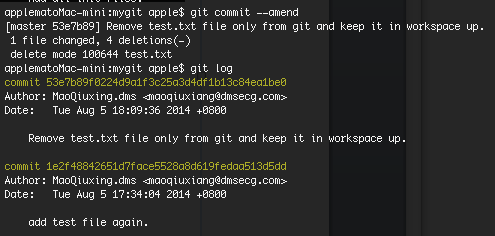 applematoMac-mini:mygit apple$ git commit --amend
[master 53e7b89] Remove test.txt file only from git and keep it in workspace up.
1 file changed, 4 deletions(-)
delete mode 100644 test.txt
applematoMac-mini:mygit apple$ git log
commit 53e7b89f0224d9a1f3c25a3d4df1b13c84ea1be0
Author: MaoQiuxing.dms <maoqiuxiang@dmsecg.com>
Date:   Tue Aug 5 18:09:36 2014 +0800
Remove test.txt file only from git and keep it in workspace up.
commit 1e2f48842651d7face5528a8d619fedaa513d5dd
Author: MaoQiuxing.dms <maoqiuxiang@dmsecg.com>
Date:   Tue Aug 5 17:34:04 2014 +0800
add test file again.